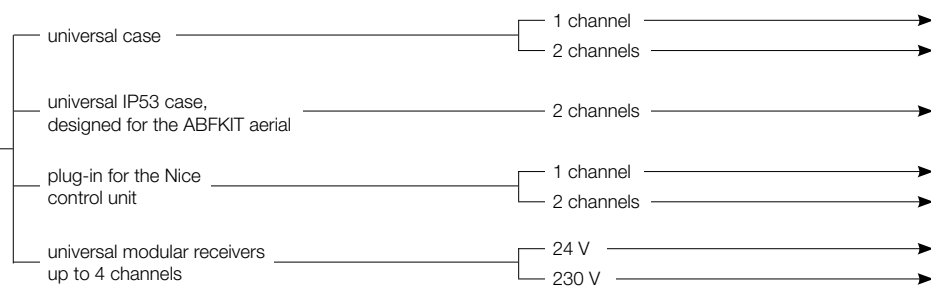 universal case
1 channel
2 channels
universal IP53 case,
designed for the ABFKIT aerial
2 channels
plug-in for the Nice
control unit
1 channel
2 channels
universal modular receivers
up to 4 channels
24 V
230 V